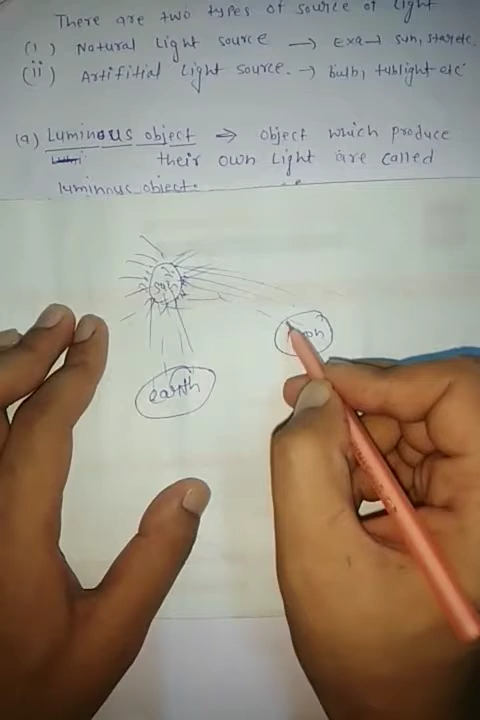 There are two types of source of light
(i) Natural Light source → Exa→ sun, star etc.
(ii) Artifitial Light source. → Bulb, tublight etc
(a) Luminous object → object which produce
their own Light are called
luminous object.
sun
moon
earth